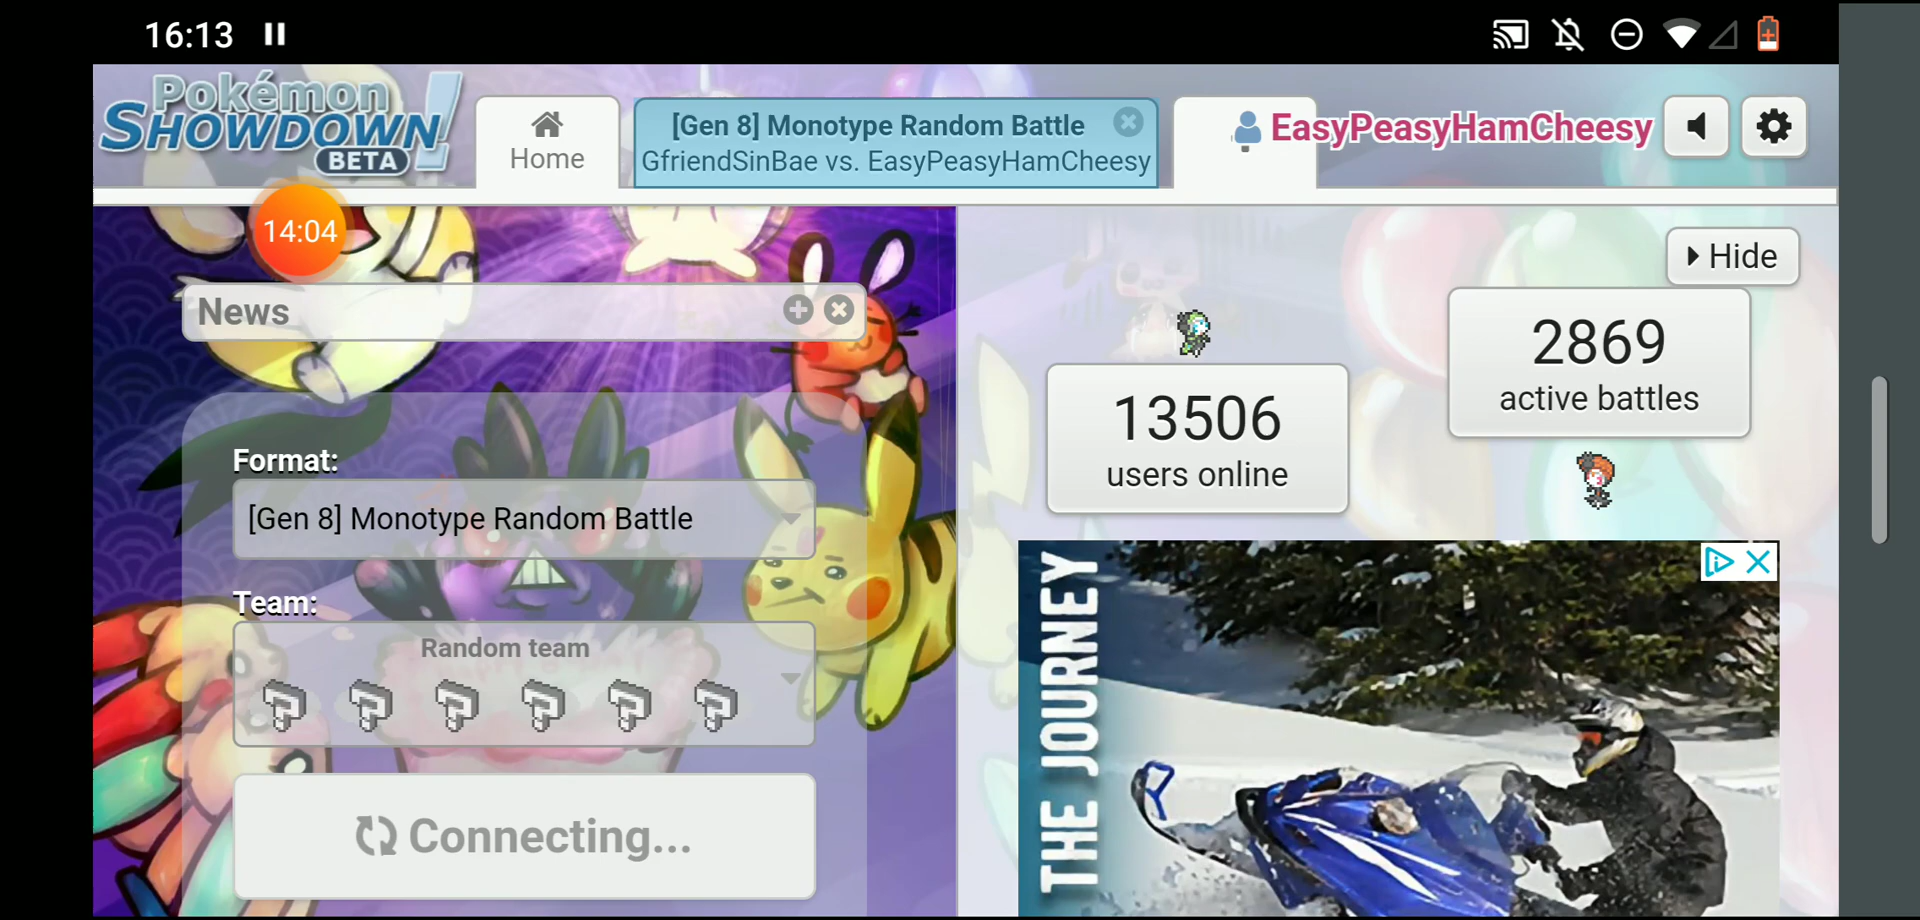 16:13
Pokémon
SHOWDOWN!
BETA
Home
[Gen 8] Monotype Random Battle
GfriendSinBae vs. EasyPeasyHamCheesy
EasyPeasyHamCheesy
14:04
News
Format:
[Gen 8] Monotype Random Battle
Team:
Random team
Connecting...
Hide
13506
users online
2869
active battles
THE JOURNEY